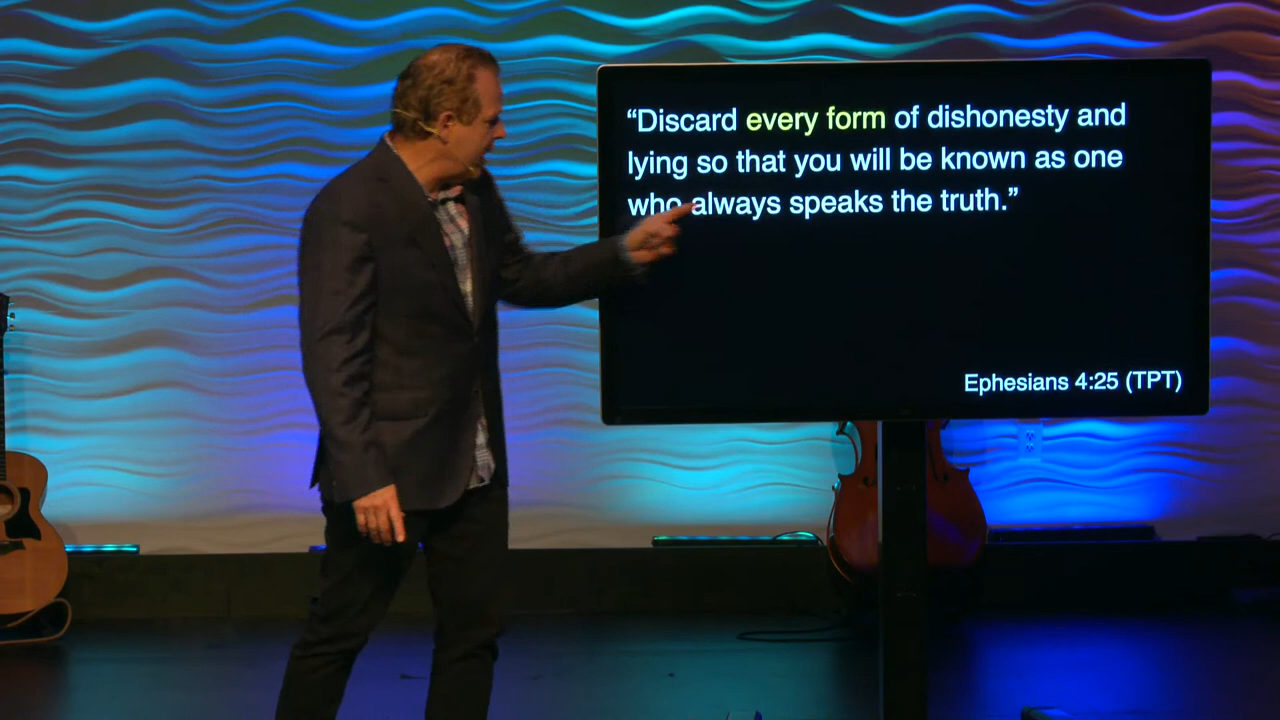 “Discard every form of dishonesty and
lying so that you will be known as one
who always speaks the truth.”
Ephesians 4:25 (TPT)